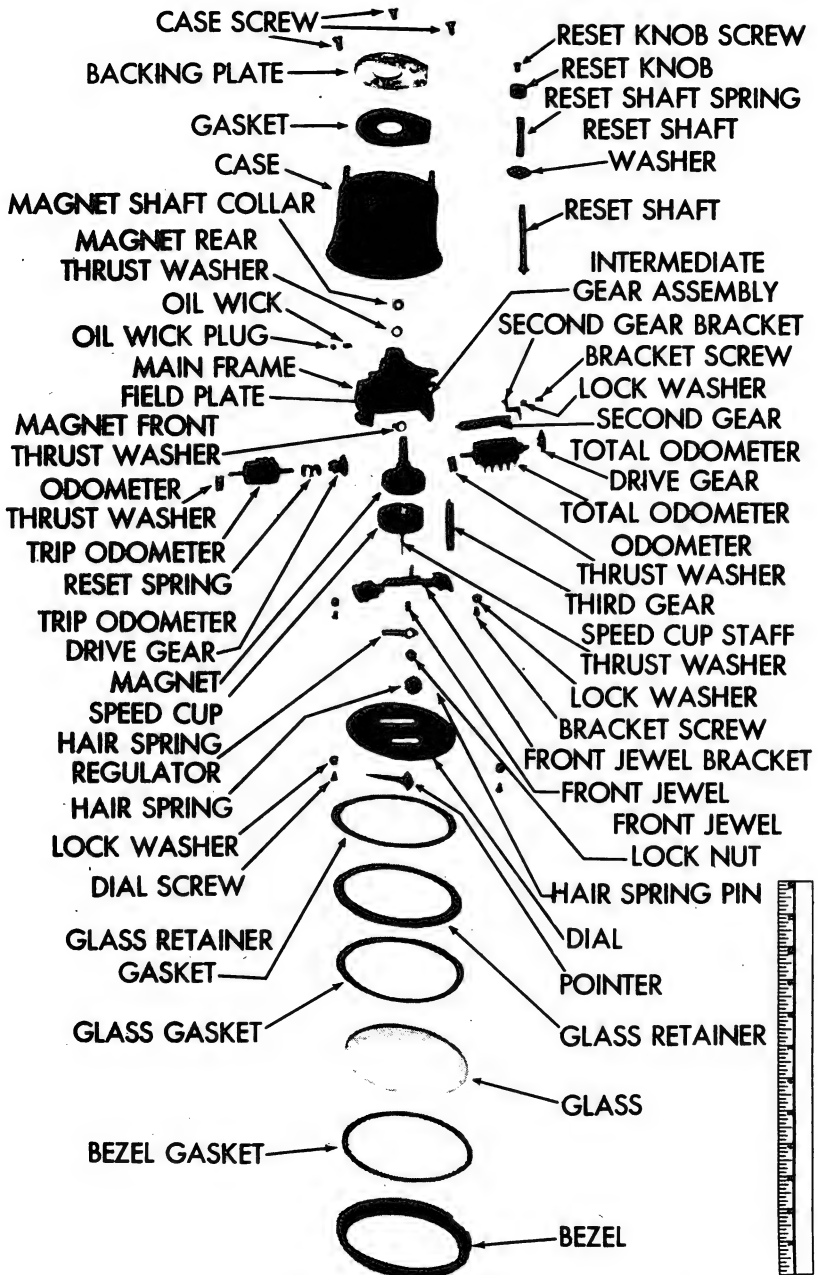 CASE SCREW
BACKING PLATE
GASKET
CASE
MAGNET SHAFT COLLAR
MAGNET REAR
THRUST WASHER
OIL WICK
OIL WICK PLUG
MAIN FRAME
FIELD PLATE
MAGNET FRONT
THRUST WASHER
ODOMETER
THRUST WASHER
TRIP ODOMETER
RESET SPRING
TRIP ODOMETER
DRIVE GEAR
MAGNET
SPEED CUP
HAIR SPRING
REGULATOR
HAIR SPRING
LOCK WASHER
DIAL SCREW
GLASS RETAINER
GASKET
GLASS GASKET
BEZEL GASKET
RESET KNOB SCREW
RESET KNOB
RESET SHAFT SPRING
RESET SHAFT
WASHER
RESET SHAFT
INTERMEDIATE
GEAR ASSEMBLY
SECOND GEAR BRACKET
BRACKET SCREW
LOCK WASHER
SECOND GEAR
TOTAL ODOMETER
DRIVE GEAR
TOTAL ODOMETER
ODOMETER
THRUST WASHER
THIRD GEAR
SPEED CUP STAFF
THRUST WASHER
LOCK WASHER
BRACKET SCREW
FRONT JEWEL BRACKET
FRONT JEWEL
FRONT JEWEL
LOCK NUT
HAIR SPRING PIN
DIAL
POINTER
GLASS RETAINER
GLASS
BEZEL